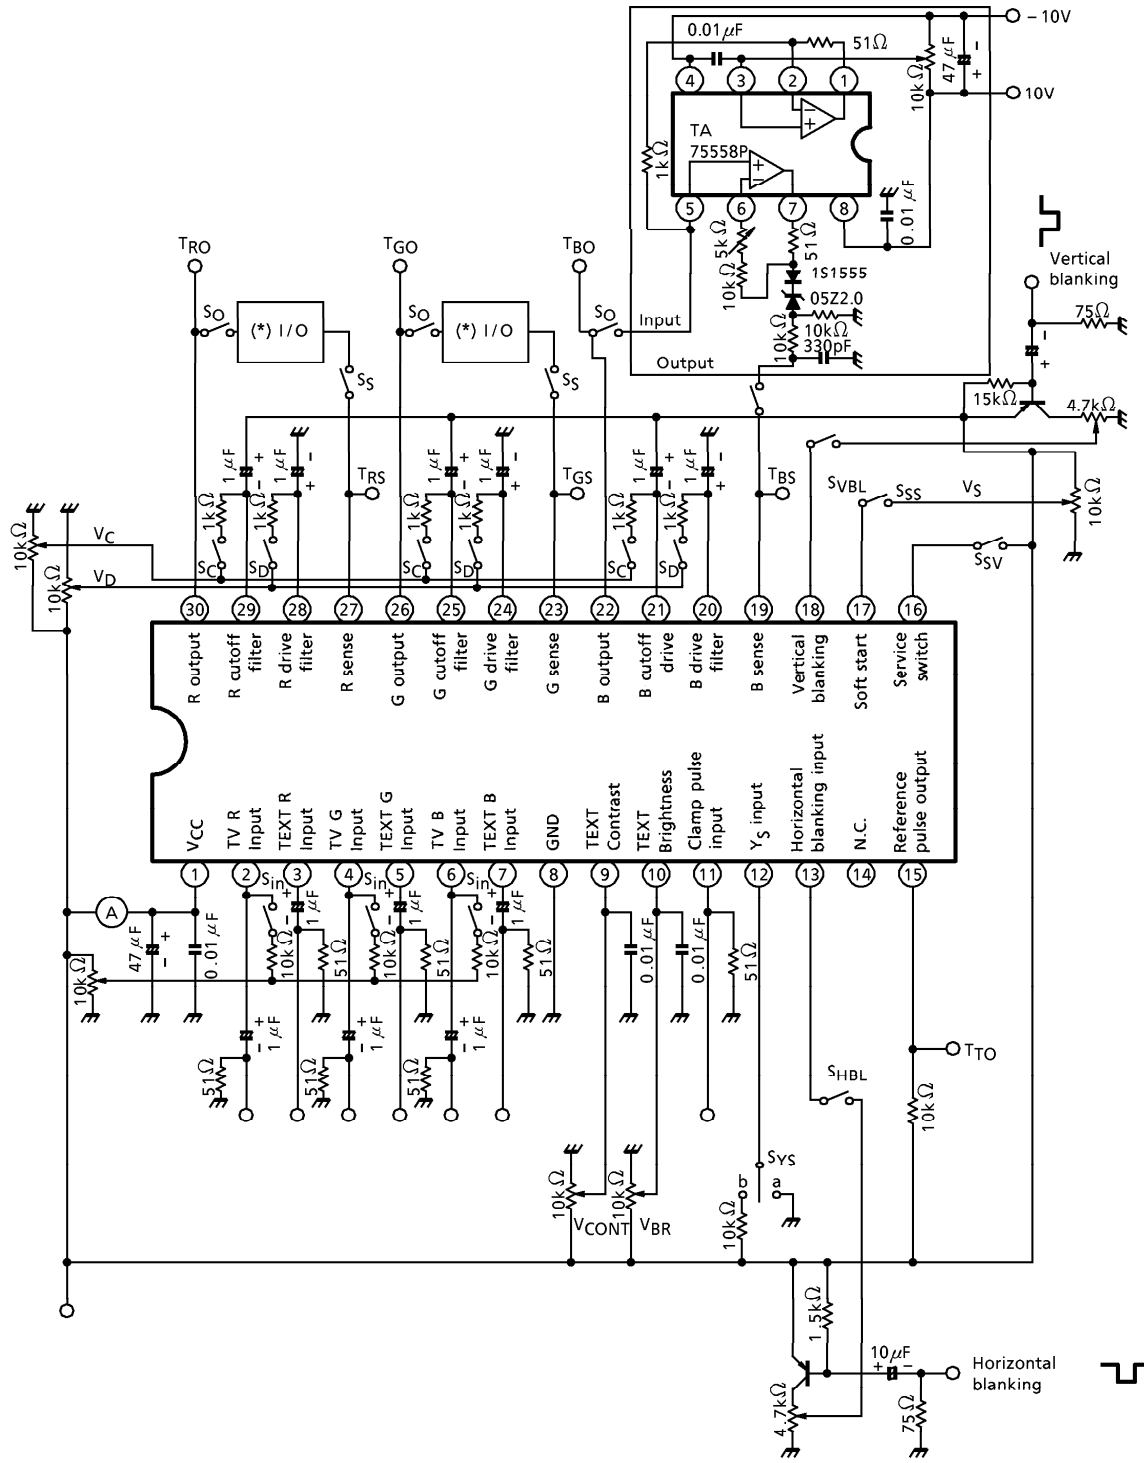 0.01μF
51Ω
-10V
10kΩ
47μF
-
+
10V
4
3
2
1
TA
75558P
-
+
+
-
1kΩ
5
6
7
8
0.01μF
5kΩ
10kΩ
51Ω
1S1555
05Z2.0
10kΩ
10kΩ
330pF
Input
Output
TRO
TGO
TBO
SO
(*) I/O
SO
(*) I/O
SO
SS
SS
Vertical
blanking
75Ω
-
+
15kΩ
4.7kΩ
1μF
+
-
1μF
-
+
1μF
+
-
1μF
-
+
1μF
+
-
1μF
-
+
TRS
TGS
TBS
1kΩ
1kΩ
1kΩ
1kΩ
1kΩ
1kΩ
SVBL
SSS
VS
10kΩ
SSV
10kΩ
VC
10kΩ
VD
SC
SD
SC
SD
SC
SD
30
29
28
27
26
25
24
23
22
21
20
19
18
17
16
R output
R cutoff
filter
R drive
filter
R sense
G output
G cutoff
filter
G drive
filter
G sense
B output
B cutoff
drive
B drive
filter
B sense
Vertical
blanking
Soft start
Service
switch
VCC
TV R
Input
TEXT R
Input
TV G
Input
TEXT G
Input
TV B
Input
TEXT B
Input
GND
TEXT
Contrast
TEXT
Brightness
Clamp pulse
input
YS input
Horizontal
blanking input
N.C.
Reference
pulse output
1
2
3
4
5
6
7
8
9
10
11
12
13
14
15
A
47μF
+
-
0.01μF
10kΩ
Sin
+
-
1μF
10kΩ
51Ω
Sin
+
-
1μF
10kΩ
51Ω
Sin
+
-
1μF
10kΩ
51Ω
0.01μF
0.01μF
51Ω
+
-
1μF
+
-
1μF
+
-
1μF
51Ω
51Ω
51Ω
TTO
SHBL
10kΩ
10kΩ
VCONT
10kΩ
VBR
SYS
b
a
10kΩ
1.5kΩ
10μF
+
-
Horizontal
blanking
4.7kΩ
75Ω